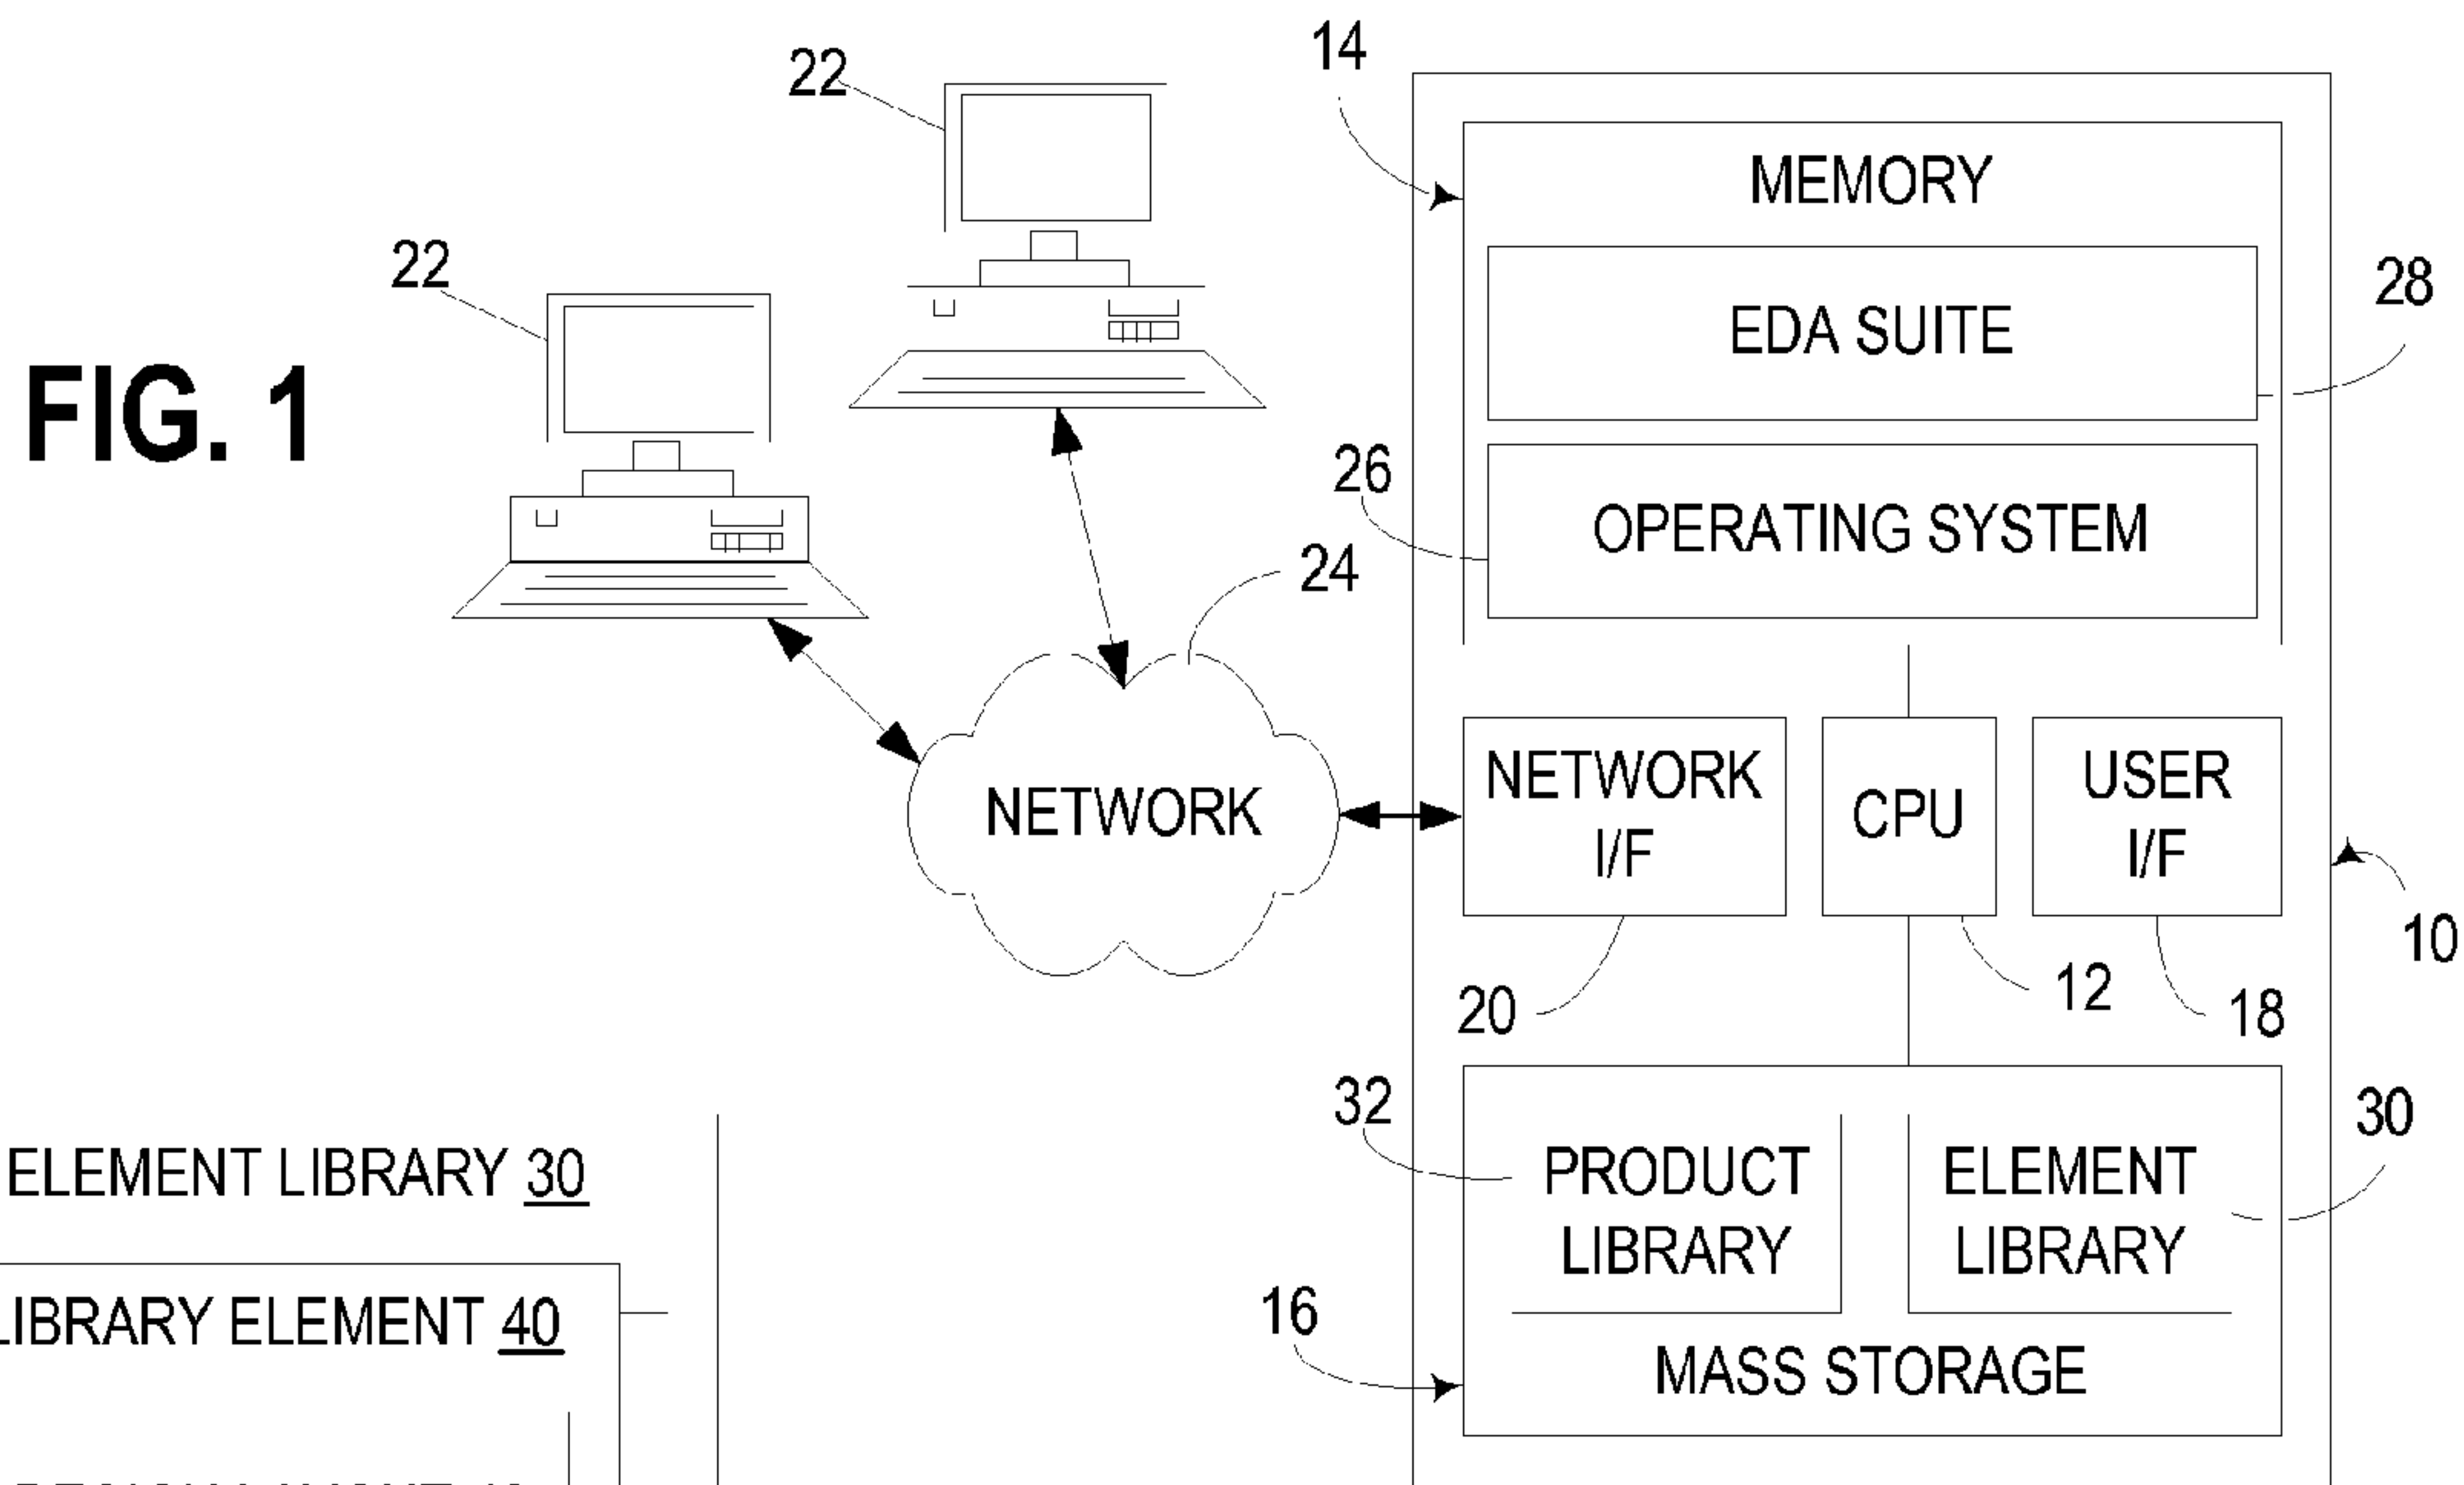 14
22
MEMORY
22
28
EDA SUITE
FIG. 1
26
OPERATING SYSTEM
24
NETWORK
I/F
CPU
USER
I/F
NETWORK
10
20
12
18
32
30
PRODUCT
LIBRARY
ELEMENT
LIBRARY
ELEMENT LIBRARY 30
16
LIBRARY ELEMENT 40
MASS STORAGE